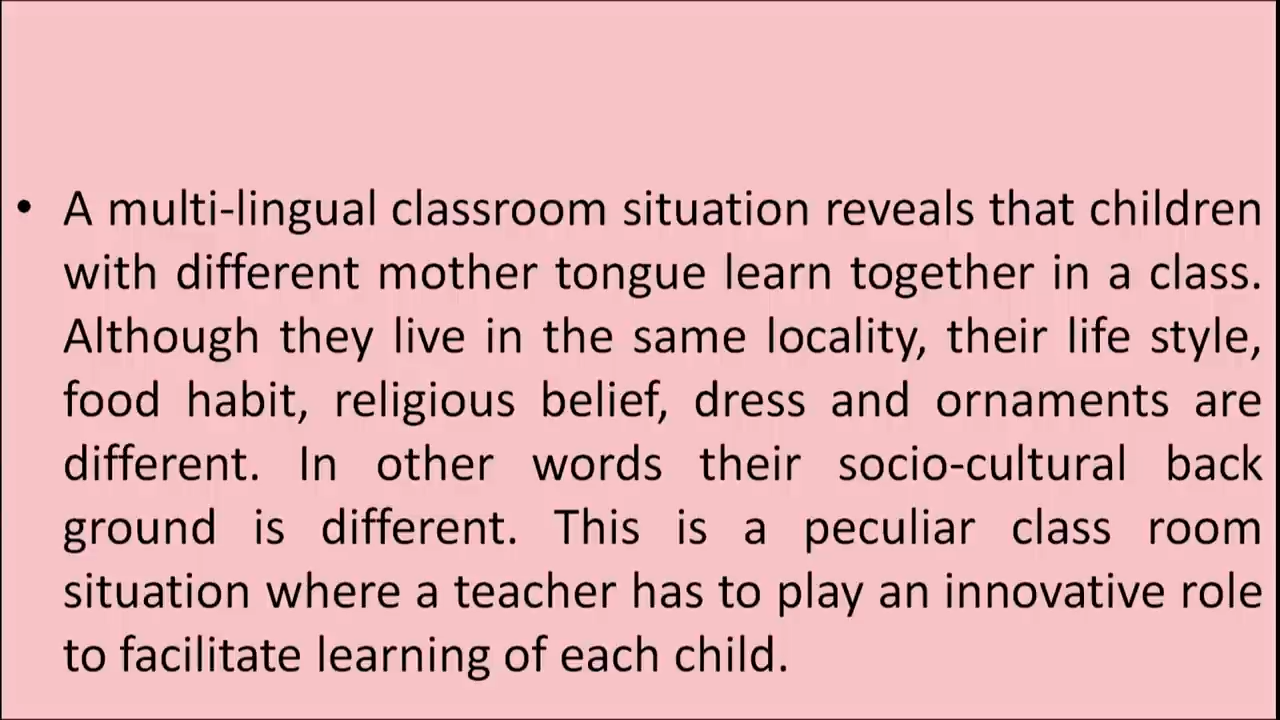 • A multi-lingual classroom situation reveals that children
with different mother tongue learn together in a class.
Although they live in the same locality, their life style,
food habit, religious belief, dress and ornaments are
different. In other words their socio-cultural back
ground is different. This is a peculiar class room
situation where a teacher has to play an innovative role
to facilitate learning of each child.